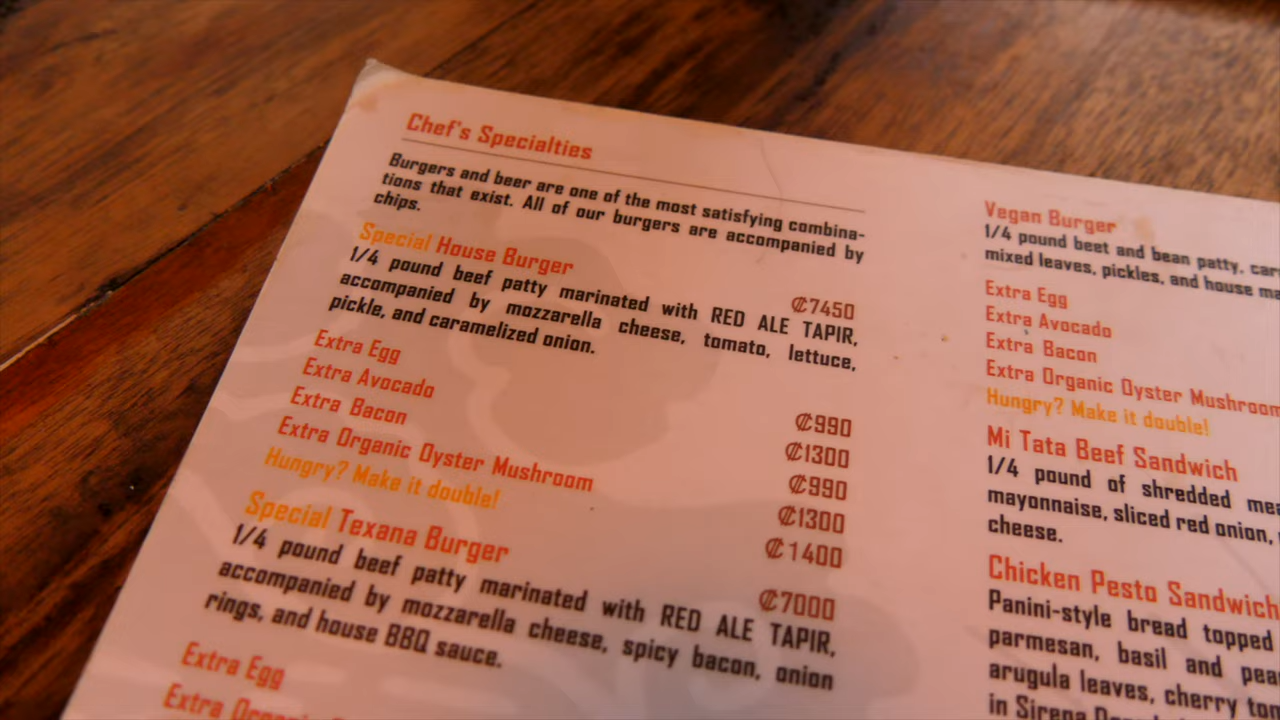 Chef's Specialties
Burgers and beer are one of the most satisfying combina-
tions that exist. All of our burgers are accompanied by
chips.
Special House Burger ₡7450
1/4 pound beef patty marinated with RED ALE TAPIR,
accompanied by mozzarella cheese, tomato, lettuce,
pickle, and caramelized onion.
Extra Egg ₡990
Extra Avocado ₡1300
Extra Bacon ₡990
Extra Organic Oyster Mushroom ₡1300
Hungry? Make it double! ₡1400
Special Texana Burger ₡7000
1/4 pound beef patty marinated with RED ALE TAPIR,
accompanied by mozzarella cheese, spicy bacon, onion
rings, and house BBQ sauce.
Extra Egg
Extra
Vegan Burger
1/4 pound beet and bean patty,
mixed leaves, pickles, and house
Extra Egg
Extra Avocado
Extra Bacon
Extra Organic Oyster Mushroom
Hungry? Make it double!
Mi Tata Beef Sandwich
1/4 pound of shredded
mayonnaise, sliced red onion,
cheese.
Chicken Pesto Sandwich
Panini-style bread topped
parmesan, basil and
arugula leaves, cherry
in Sirena